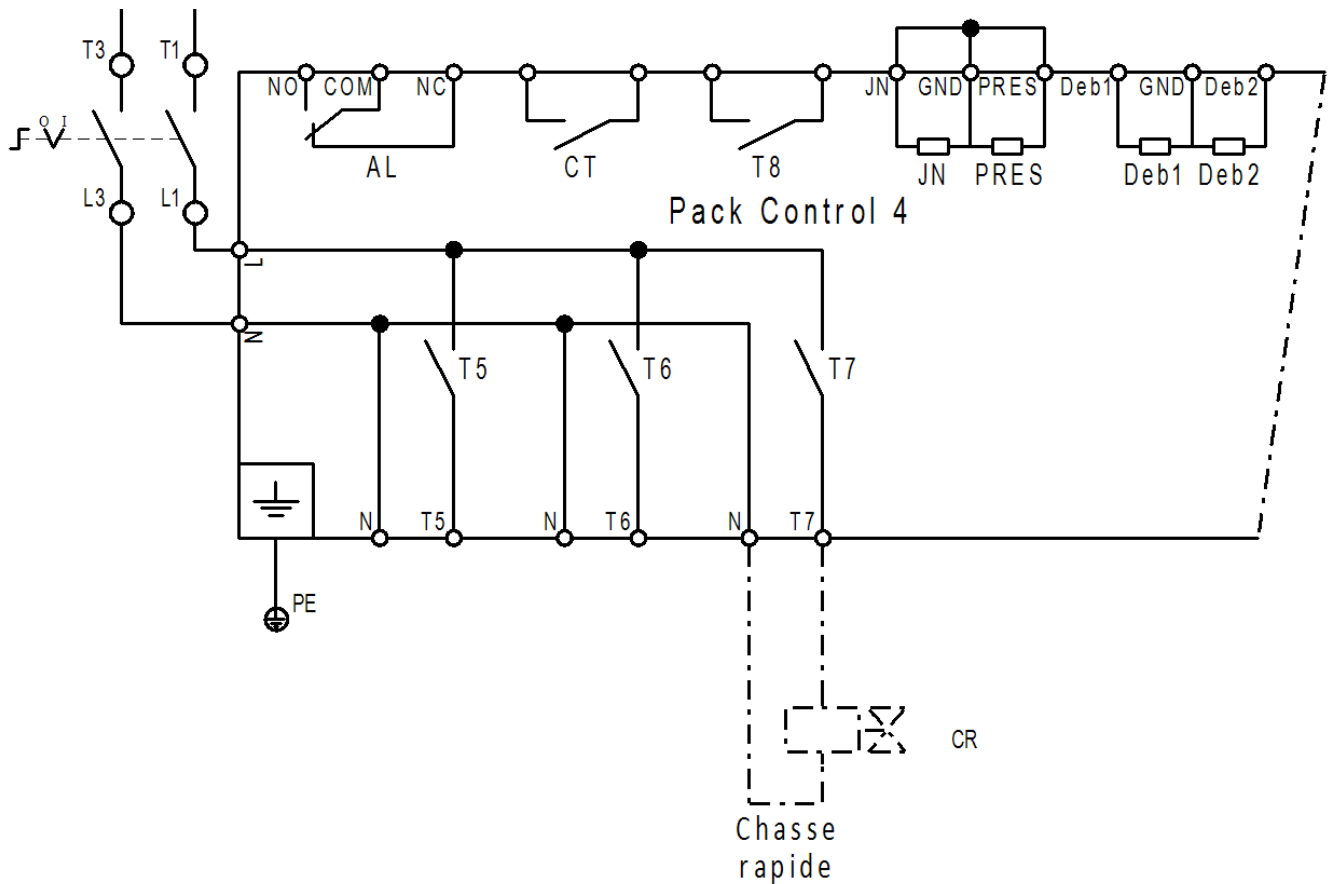 T3 T1
O I
L3 L1
NO COM NC JN GND PRES Deb1 GND Deb2
AL CT T8 JN PRES Deb1 Deb2
Pack Control 4
L
N
T5 T6 T7
N T5 N T6 N T7
PE
CR
Chasse
rapide